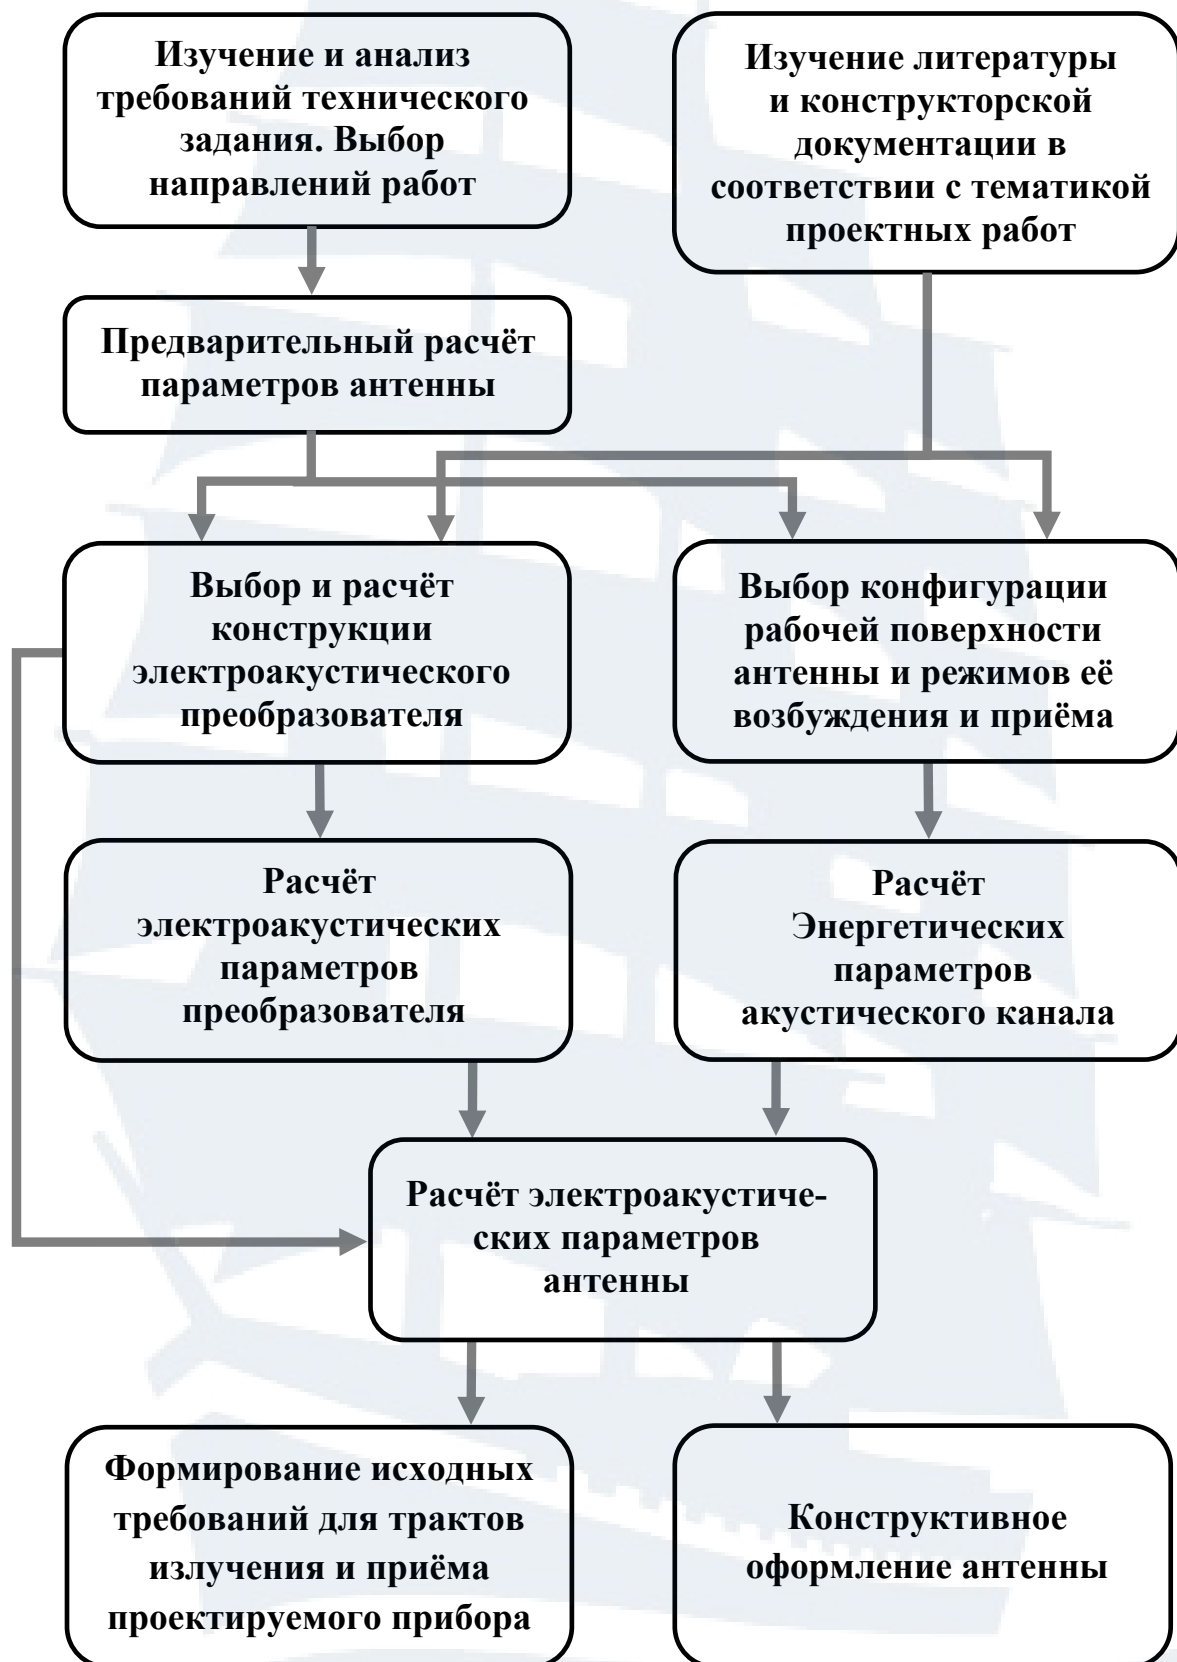 Изучение и анализ
требований технического
задания. Выбор
направлений работ
Изучение литературы
и конструкторской
документации в
соответствии с тематикой
проектных работ
Предварительный расчёт
параметров антенны
Выбор и расчёт
конструкции
электроакустического
преобразователя
Выбор конфигурации
рабочей поверхности
антенны и режимов её
возбуждения и приёма
Расчёт
электроакустических
параметров
преобразователя
Расчёт
Энергетических
параметров
акустического канала
Расчёт электроакустиче-
ских параметров
антенны
Формирование исходных
требований для трактов
излучения и приёма
проектируемого прибора
Конструктивное
оформление антенны